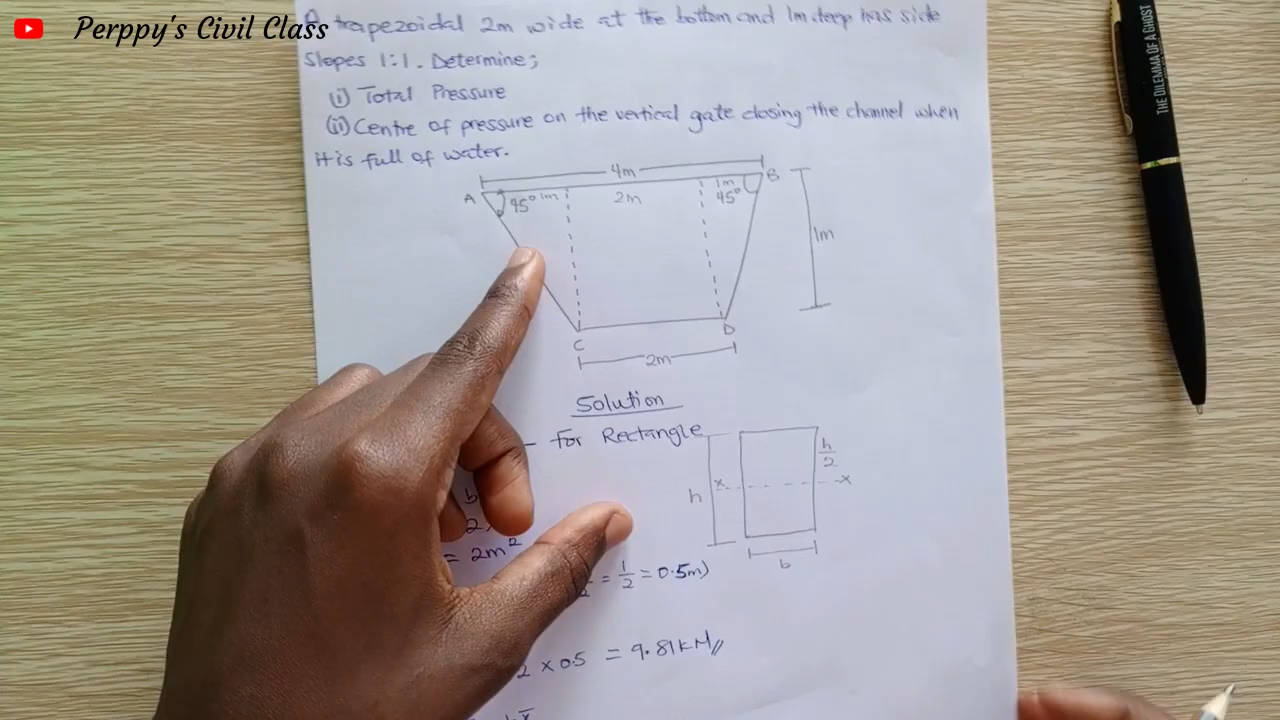 Perppy's Civil Class
A trapezoidal 2m wide at the bottom and 1m deep has side
Slopes 1:1. Determine;
(i) Total Pressure
(ii) Centre of pressure on the vertical gate closing the channel when
it is full of water.
4m
A 45° 1m 2m 1m 45° B
1m
C D
2m
Solution
- For Rectangle
h
2
h x x
b
2
= 2m²
= 1/2 = 0.5m)
b
2 × 0.5 = 9.81KN
THE DILEMMA OF A GHOST